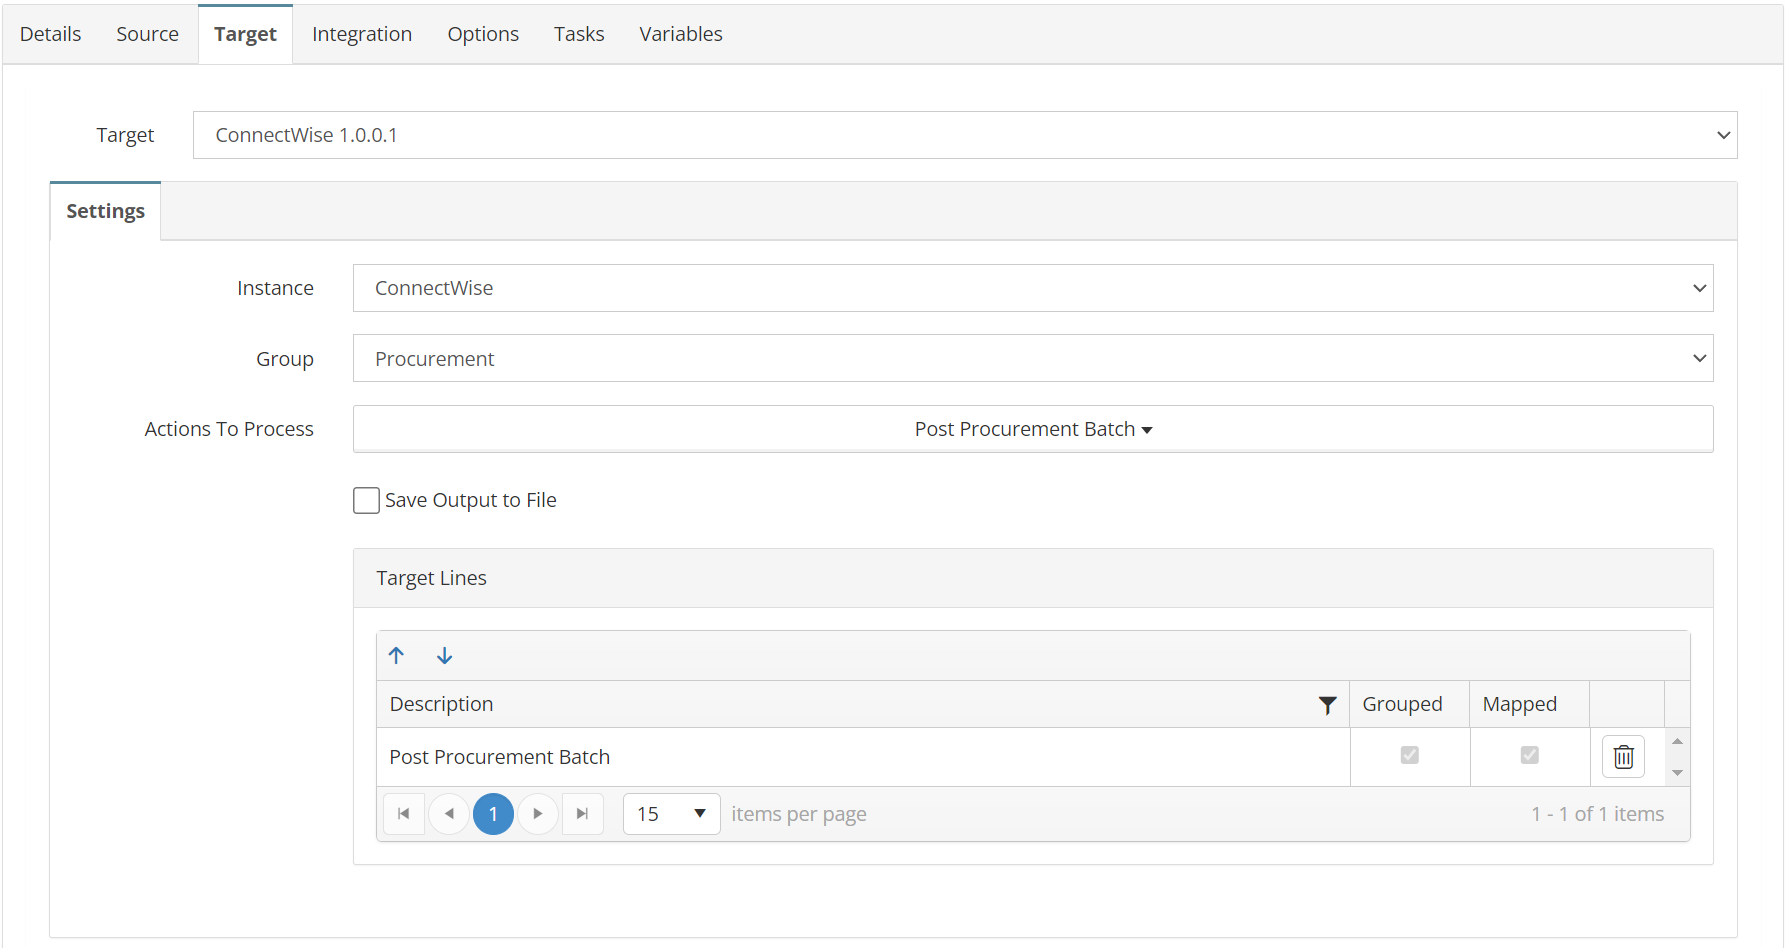 Details Source Target Integration Options Tasks Variables
Target ConnectWise 1.0.0.1
Settings
Instance ConnectWise
Group Procurement
Actions To Process Post Procurement Batch
Save Output to File
Target Lines
Description Grouped Mapped
Post Procurement Batch
1 15 items per page 1 - 1 of 1 items